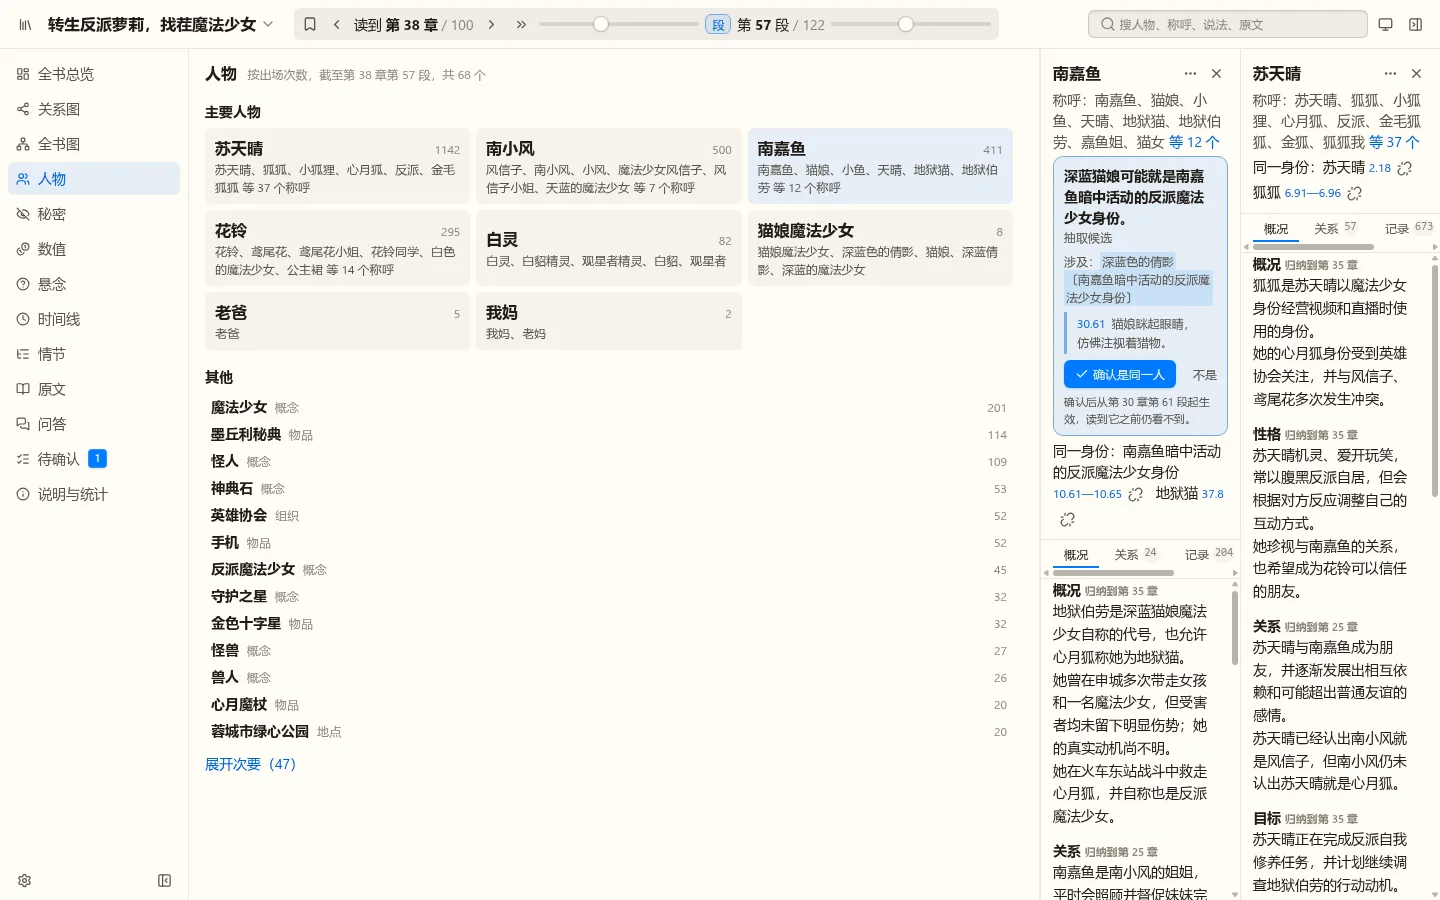 转生反派萝莉，找茬魔法少女
读到 第 38 章 / 100
段 第 57 段 / 122
搜人物、称呼、说法、原文
全书总览
关系图
全书图
人物
秘密
数值
悬念
时间线
情节
原文
问答
待确认 1
说明与统计
人物 按出场次数，截至第 38 章第 57 段，共 68 个
主要人物
苏天晴 1142
苏天晴、狐狐、小狐狸、心月狐、反派、金毛
狐狐 等 37 个称呼
南小风 500
风信子、南小风、小风、魔法少女风信子、风
信子小姐、天蓝的魔法少女 等 7 个称呼
南嘉鱼 411
南嘉鱼、猫娘、小鱼、天晴、地狱猫、地狱伯
劳 等 12 个称呼
花铃 295
花铃、鸢尾花、鸢尾花小姐、花铃同学、白色
的魔法少女、公主裙 等 14 个称呼
白灵 82
白灵、白貂精灵、观星者精灵、白貂、观星者
猫娘魔法少女 8
猫娘魔法少女、深蓝色的倩影、猫娘、深蓝倩
影、深蓝的魔法少女
老爸 5
老爸
我妈 2
我妈、老妈
其他
魔法少女 概念 201
墨丘利秘典 物品 114
怪人 概念 109
神典石 概念 53
英雄协会 组织 52
手机 物品 52
反派魔法少女 概念 45
守护之星 概念 32
金色十字星 物品 32
怪兽 概念 27
兽人 概念 26
心月魔杖 物品 20
蓉城市绿心公园 地点 20
展开次要（47）
南嘉鱼
称呼：南嘉鱼、猫娘、小
鱼、天晴、地狱猫、地狱伯
劳、嘉鱼姐、猫女 等 12 个
深蓝猫娘可能就是南嘉
鱼暗中活动的反派魔法
少女身份。
抽取候选
涉及：深蓝色的倩影
〔南嘉鱼暗中活动的反派魔
法少女身份〕
30.61 猫娘眯起眼睛，
仿佛注视着猎物。
确认是同一人 不是
确认后从第 30 章第 61 段起生
效，读到它之前仍看不到。
同一身份：南嘉鱼暗中活动
的反派魔法少女身份
10.61—10.65 地狱猫 37.8
概况 关系 24 记录 204
概况 归纳到第 35 章
地狱伯劳是深蓝猫娘魔法
少女自称的代号，也允许
心月狐称她为地狱猫。
她曾在申城多次带走女孩
和一名魔法少女，但受害
者均未留下明显伤势；她
的真实动机尚不明。
她在火车东站战斗中救走
心月狐，并自称也是反派
魔法少女。
关系 归纳到第 25 章
南嘉鱼是南小风的姐姐，
平时会照顾并督促妹妹完
苏天晴
称呼：苏天晴、狐狐、小狐
狸、心月狐、反派、金毛狐
狐、金狐、狐狐我 等 37 个
同一身份：苏天晴 2.18
狐狐 6.91—6.96
概况 关系 57 记录 673
概况 归纳到第 35 章
狐狐是苏天晴以魔法少女
身份经营视频和直播时使
用的身份。
她的心月狐身份受到英雄
协会关注，并与风信子、
鸢尾花多次发生冲突。
性格 归纳到第 35 章
苏天晴机灵、爱开玩笑，
常以腹黑反派自居，但会
根据对方反应调整自己的
互动方式。
她珍视与南嘉鱼的关系，
也希望成为花铃可以信任
的朋友。
关系 归纳到第 25 章
苏天晴与南嘉鱼成为朋
友，并逐渐发展出相互依
赖和可能超出普通友谊的
感情。
苏天晴已经认出南小风就
是风信子，但南小风仍未
认出苏天晴就是心月狐。
目标 归纳到第 35 章
苏天晴正在完成反派自我
修养任务，并计划继续调
查地狱伯劳的行动动机。